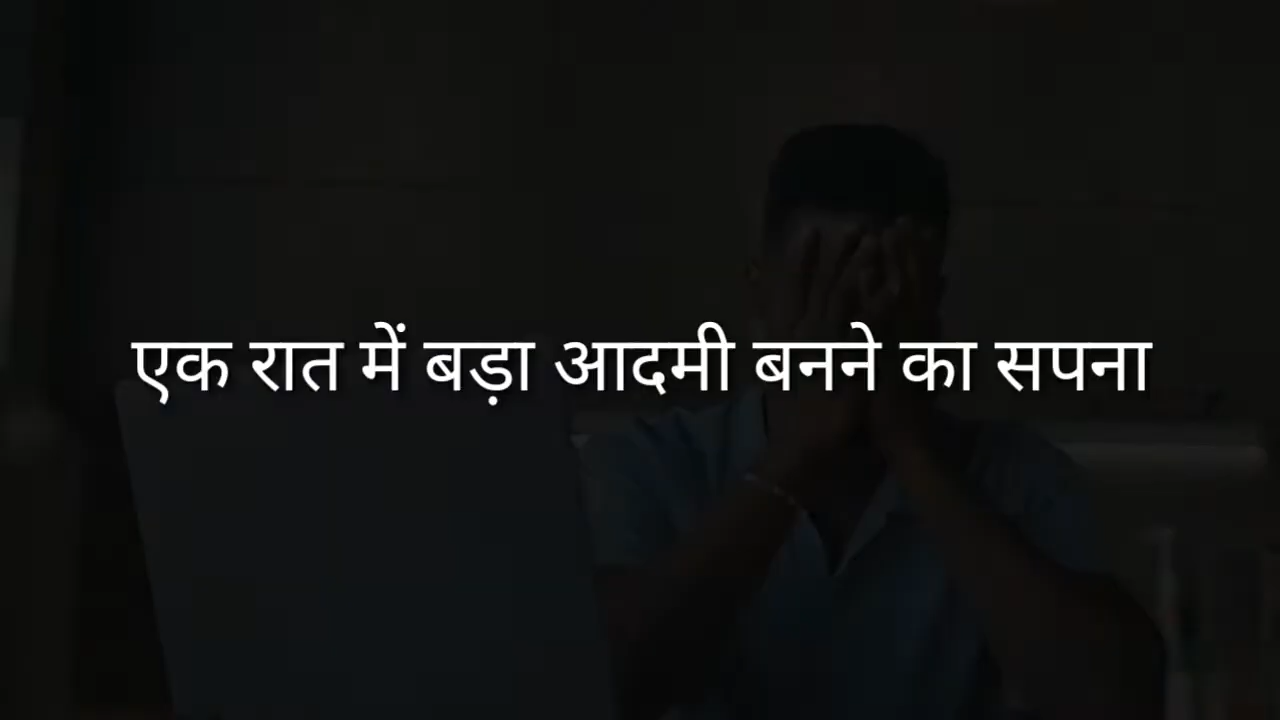 एक रात में बड़ा आदमी बनने का सपना